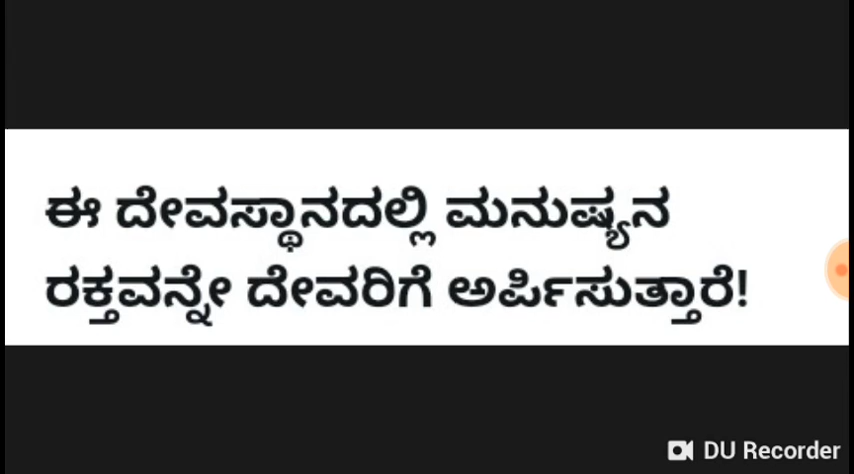 ಈ ದೇವಸ್ಥಾನದಲ್ಲಿ ಮನುಷ್ಯನ
ರಕ್ತವನ್ನೇ ದೇವರಿಗೆ ಅರ್ಪಿಸುತ್ತಾರೆ!
DU Recorder